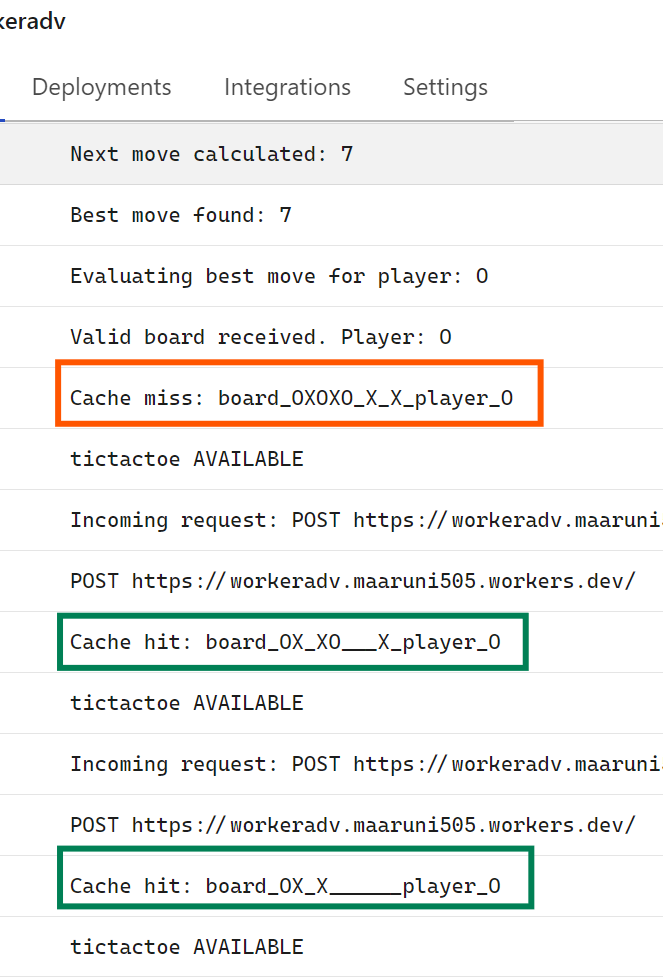 keradv
Deployments Integrations Settings
Next move calculated: 7
Best move found: 7
Evaluating best move for player: O
Valid board received. Player: O
Cache miss: board_OXOXO_X_X_player_O
tictactoe AVAILABLE
Incoming request: POST https://workeradv.maaruni5
POST https://workeradv.maaruni505.workers.dev/
Cache hit: board_OX_XO___X_player_O
tictactoe AVAILABLE
Incoming request: POST https://workeradv.maaruni5
POST https://workeradv.maaruni505.workers.dev/
Cache hit: board_OX_X______player_O
tictactoe AVAILABLE